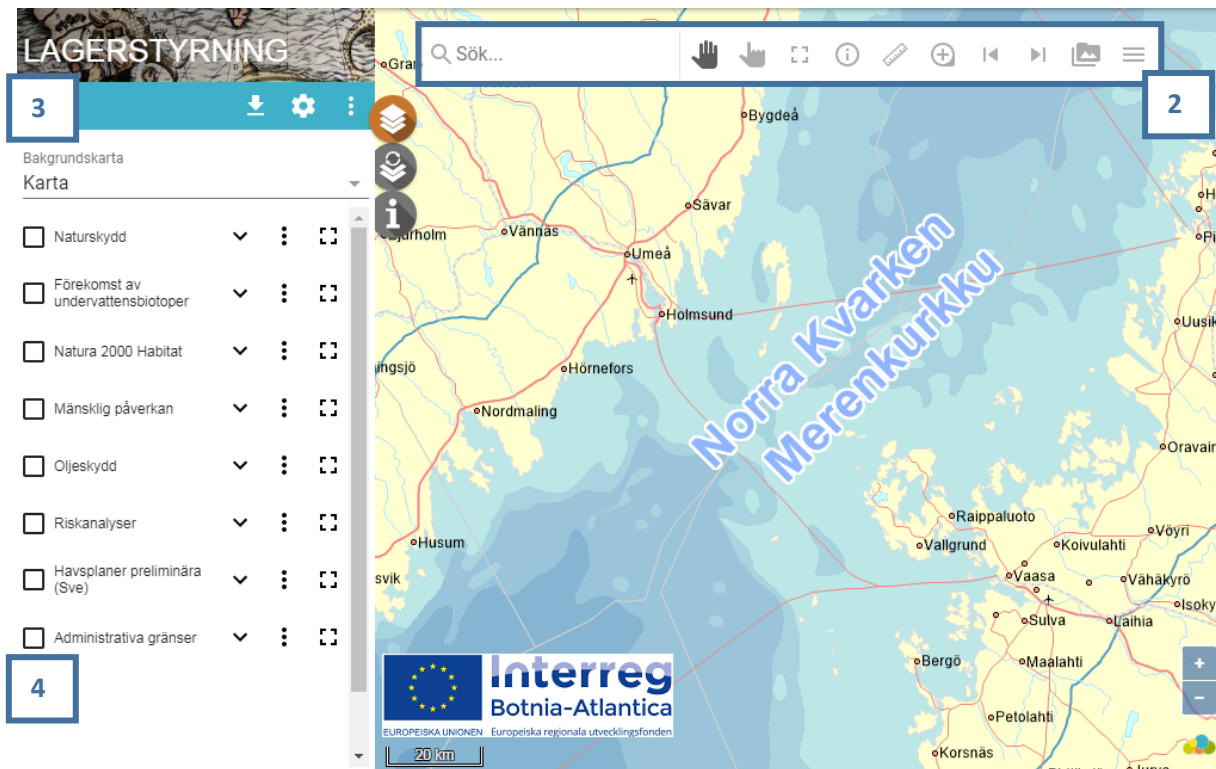 LAGERSTYRNING
3
Bakgrundskarta
Karta
Naturskydd
Förekomst av
undervattensbiotoper
Natura 2000 Habitat
Mänsklig påverkan
Oljeskydd
Riskanalyser
Havsplaner preliminära
(Sve)
Administrativa gränser
4
Sök...
2
Gran
Bygdeå
Sävar
Vännäs
Umeå
Holmsund
Hörnefors
ningsjö
Nordmaling
Norra Kvarken
Merenkurkku
Uusik
Oravain
Raippaluoto
Vallgrund
Koivulahti
Vöyri
Husum
svik
Vaasa
Vähäkyrö
Isoky
Sulva
Laihia
Bergö
Maalahti
Petolahti
Korsnäs
Interreg
Botnia-Atlantica
EUROPEISKA UNIONEN Europeiska regionala utvecklingsfonden
20 km
+
-